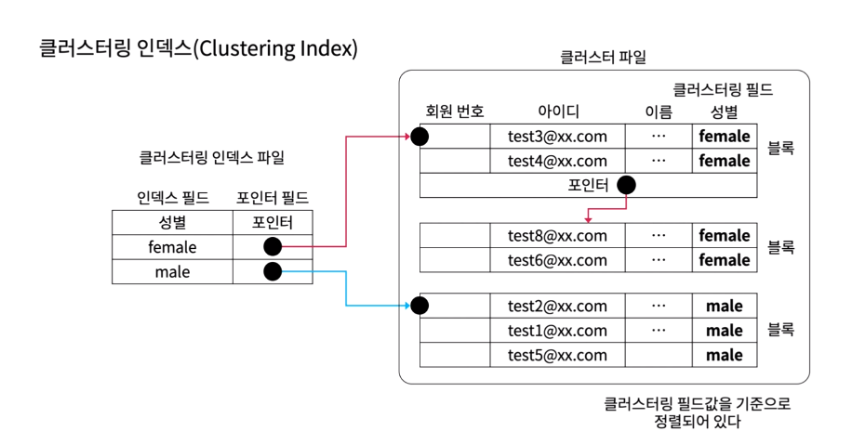 클러스터링 인덱스(Clustering Index)
클러스터 파일
클러스터링 필드
회원 번호 아이디 이름 성별
test3@xx.com ⋯ female
test4@xx.com ⋯ female
블록
포인터
클러스터링 인덱스 파일
인덱스 필드 포인터 필드
성별 포인터
female
male
test8@xx.com ⋯ female
test6@xx.com ⋯ female
블록
test2@xx.com ⋯ male
test1@xx.com ⋯ male
test5@xx.com male
블록
클러스터링 필드값을 기준으로
정렬되어 있다